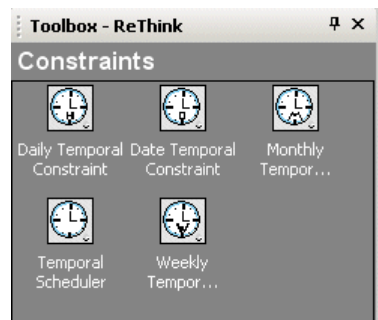 Toolbox - ReThink
Constraints
Daily Temporal Constraint
Date Temporal Constraint
Monthly Tempor...
Temporal Scheduler
Weekly Tempor...